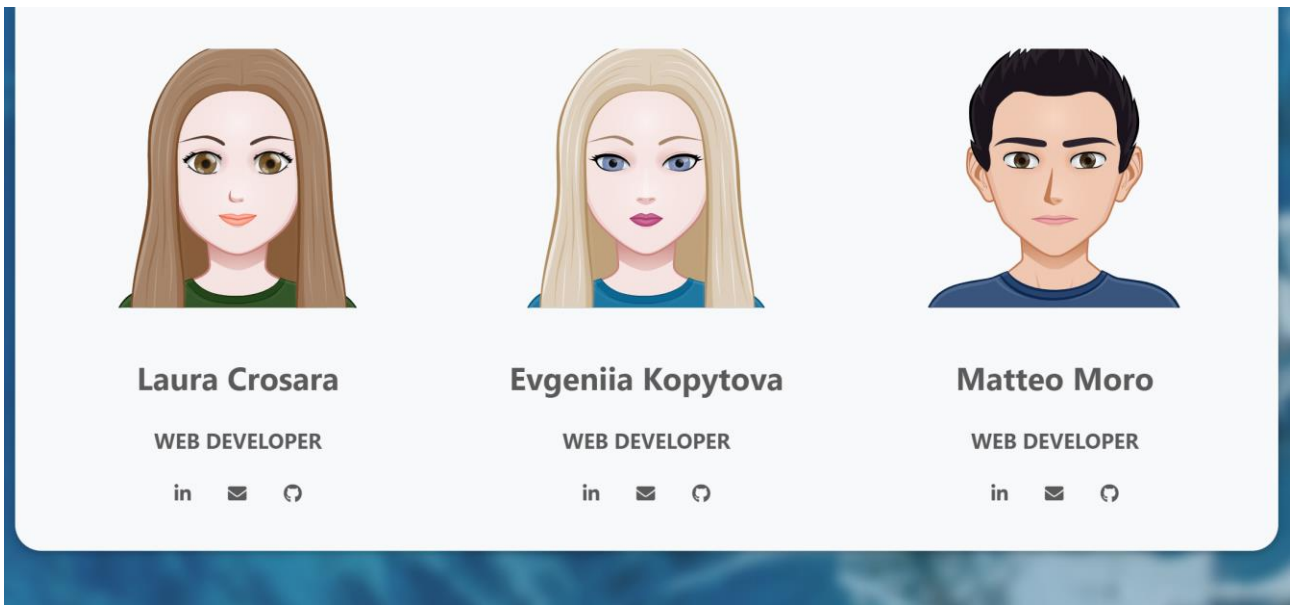 Laura Crosara
Evgeniia Kopytova
Matteo Moro
WEB DEVELOPER
WEB DEVELOPER
WEB DEVELOPER
in
in
in